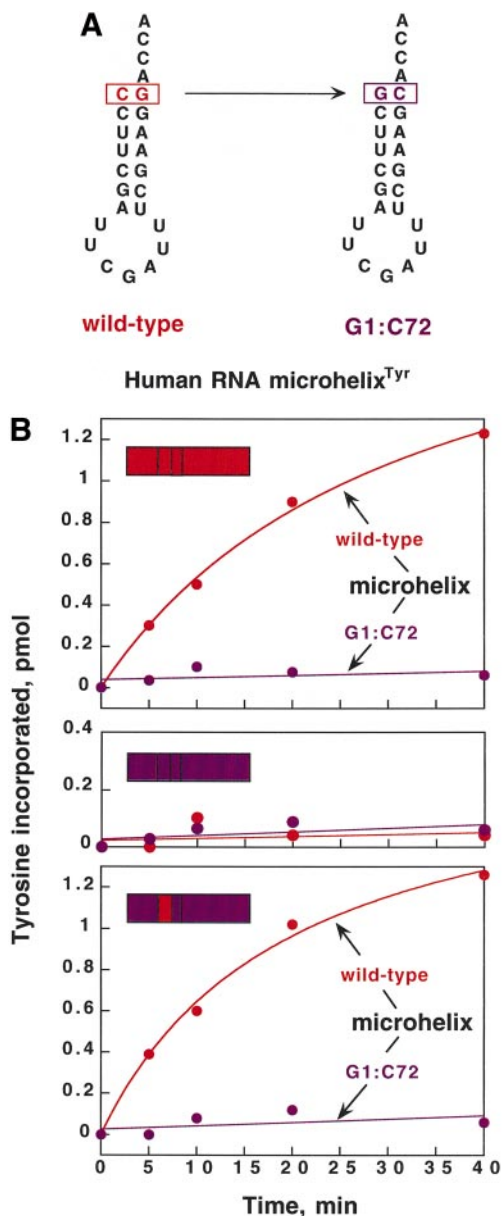 A
A
C
C
A
C G
C G
U A
U A
C G
G C
A U
U U
U U
C A
G
wild-type
A
C
C
A
G C
C G
U A
U A
C G
G C
A U
U U
U U
C A
G
G1:C72
Human RNA microhelixTyr
B
Tyrosine incorporated, pmol
1.2
1
0.8
0.6
0.4
0.2
0
wild-type
microhelix
G1:C72
0.4
0.2
0
1.2
1
0.8
0.6
0.4
0.2
0
wild-type
microhelix
G1:C72
0 5 10 15 20 25 30 35 40
Time, min